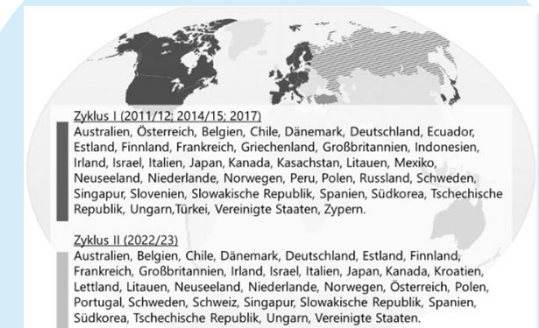 Zyklus I (2011/12; 2014/15; 2017)
Australien, Österreich, Belgien, Chile, Dänemark, Deutschland, Ecuador,
Estland, Finnland, Frankreich, Griechenland, Großbritannien, Indonesien,
Irland, Israel, Italien, Japan, Kanada, Kasachstan, Litauen, Mexiko,
Neuseeland, Niederlande, Norwegen, Peru, Polen, Russland, Schweden,
Singapur, Slovenien, Slowakische Republik, Spanien, Südkorea, Tschechische
Republik, Ungarn,Türkei, Vereinigte Staaten, Zypern.
Zyklus II (2022/23)
Australien, Belgien, Chile, Dänemark, Deutschland, Estland, Finnland,
Frankreich, Großbritannien, Irland, Israel, Italien, Japan, Kanada, Kroatien,
Lettland, Litauen, Neuseeland, Niederlande, Norwegen, Österreich, Polen,
Portugal, Schweden, Schweiz, Singapur, Slowakische Republik, Spanien,
Südkorea, Tschechische Republik, Ungarn, Vereinigte Staaten.